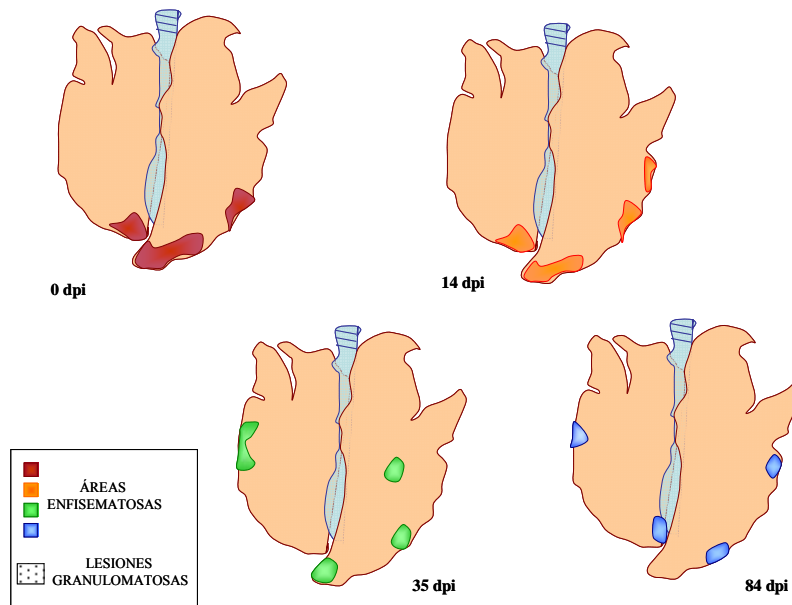 0 dpi
14 dpi
35 dpi
84 dpi
ÁREAS
ENFISEMATOSAS
LESIONES
GRANULOMATOSAS